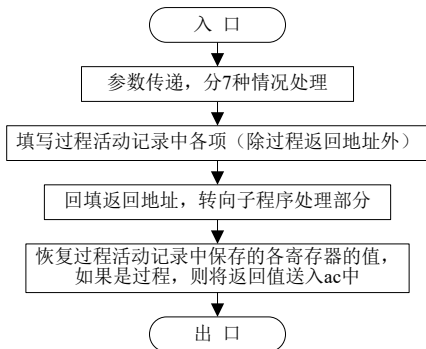 入 口
参数传递，分7种情况处理
填写过程活动记录中各项（除过程返回地址外）
回填返回地址，转向子程序处理部分
恢复过程活动记录中保存的各寄存器的值，
如果是过程，则将返回值送入ac中
出 口